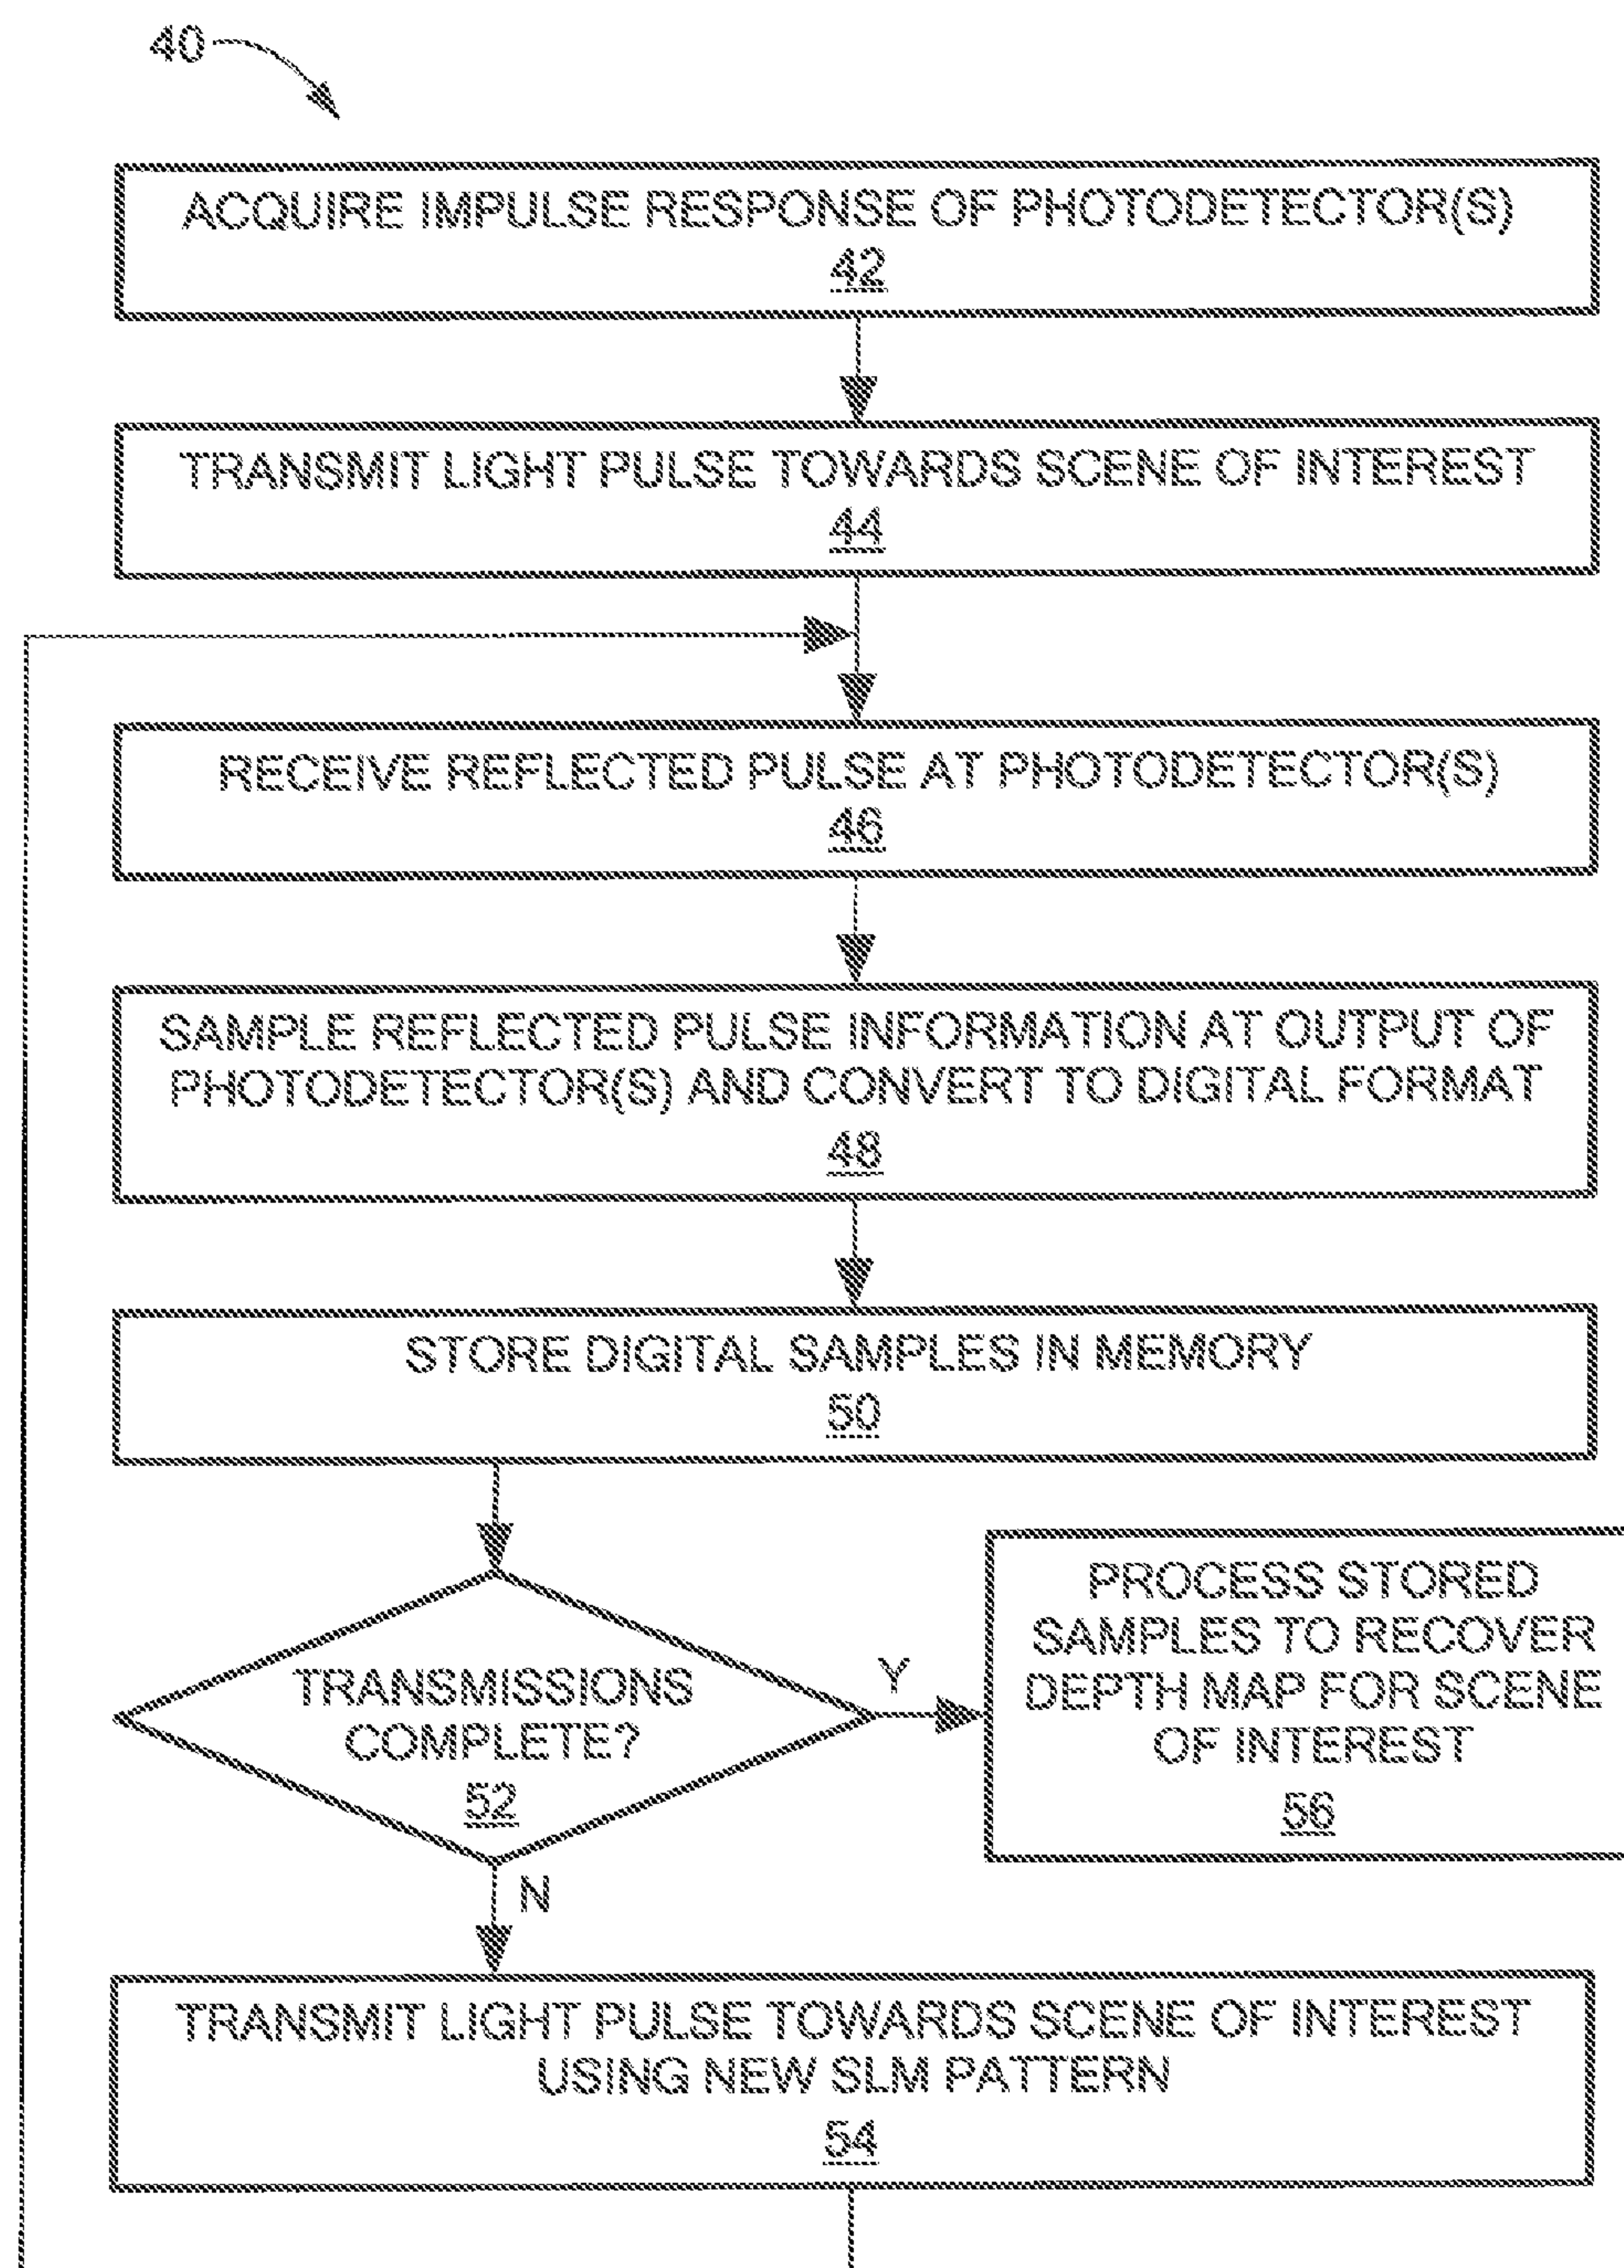 40
ACQUIRE IMPULSE RESPONSE OF PHOTODETECTOR(S)
42
TRANSMIT LIGHT PULSE TOWARDS SCENE OF INTEREST
44
RECEIVE REFLECTED PULSE AT PHOTODETECTOR(S)
46
SAMPLE REFLECTED PULSE INFORMATION AT OUTPUT OF
PHOTODETECTOR(S) AND CONVERT TO DIGITAL FORMAT
48
STORE DIGITAL SAMPLES IN MEMORY
50
TRANSMISSIONS
COMPLETE?
52
Y
PROCESS STORED
SAMPLES TO RECOVER
DEPTH MAP FOR SCENE
OF INTEREST
56
N
TRANSMIT LIGHT PULSE TOWARDS SCENE OF INTEREST
USING NEW SLM PATTERN
54